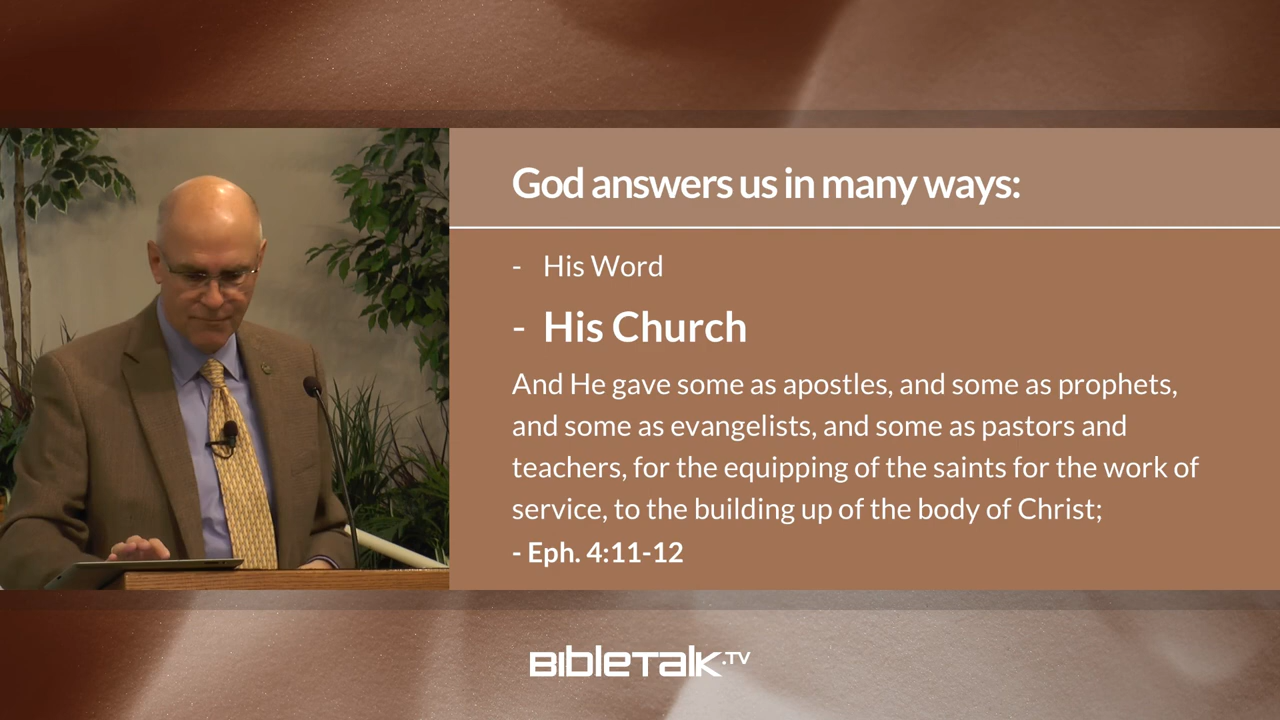 God answers us in many ways:
- His Word
- His Church
And He gave some as apostles, and some as prophets,
and some as evangelists, and some as pastors and
teachers, for the equipping of the saints for the work of
service, to the building up of the body of Christ;
- Eph. 4:11-12
BIBLETALK.TV